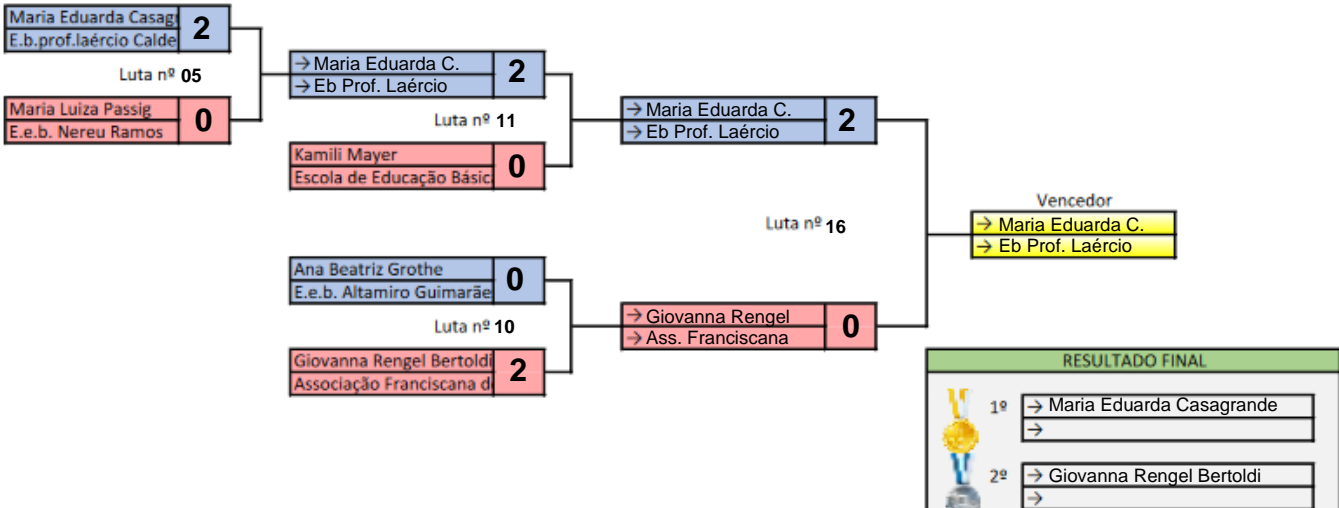 Maria Eduarda Casagr
2
E.b.prof.laércio Calde
Luta nº 05
Maria Luiza Passig
0
E.e.b. Nereu Ramos
→ Maria Eduarda C.
2
→ Eb Prof. Laércio
Luta nº 11
Kamili Mayer
0
Escola de Educação Básica
→ Maria Eduarda C.
2
→ Eb Prof. Laércio
Luta nº 16
Vencedor
→ Maria Eduarda C.
→ Eb Prof. Laércio
Ana Beatriz Grothe
0
E.e.b. Altamiro Guimarãe
Luta nº 10
Giovanna Rengel Bertoldi
2
Associação Franciscana de
→ Giovanna Rengel
0
→ Ass. Franciscana
RESULTADO FINAL
1º → Maria Eduarda Casagrande
→
2º → Giovanna Rengel Bertoldi
→